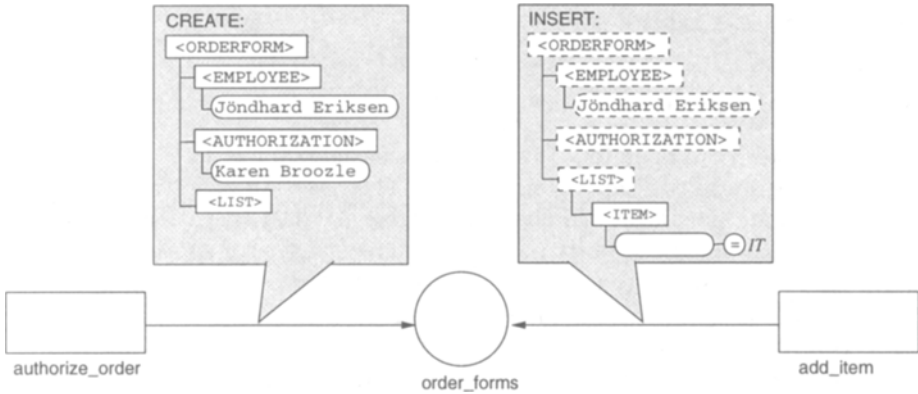 CREATE:
<ORDERFORM>
<EMPLOYEE>
Jöndhard Eriksen
<AUTHORIZATION>
Karen Broozle
<LIST>
INSERT:
<ORDERFORM>
<EMPLOYEE>
Jöndhard Eriksen
<AUTHORIZATION>
<LIST>
<ITEM>
= IT
authorize_order
order_forms
add_item